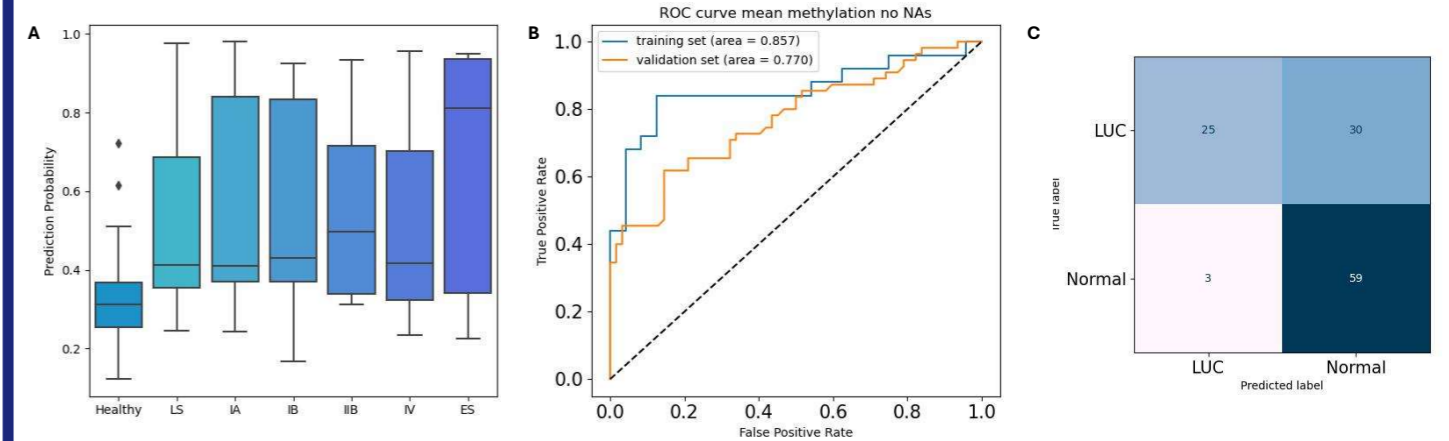 A
Prediction Probability
1.0
0.8
0.6
0.4
0.2
Healthy LS IA IB IIB IV ES
B
ROC curve mean methylation no NAs
training set (area = 0.857)
validation set (area = 0.770)
True Positive Rate
1.0
0.8
0.6
0.4
0.2
0.0
0.0 0.2 0.4 0.6 0.8 1.0
False Positive Rate
C
True label
LUC 25 30
Normal 3 59
LUC Normal
Predicted label